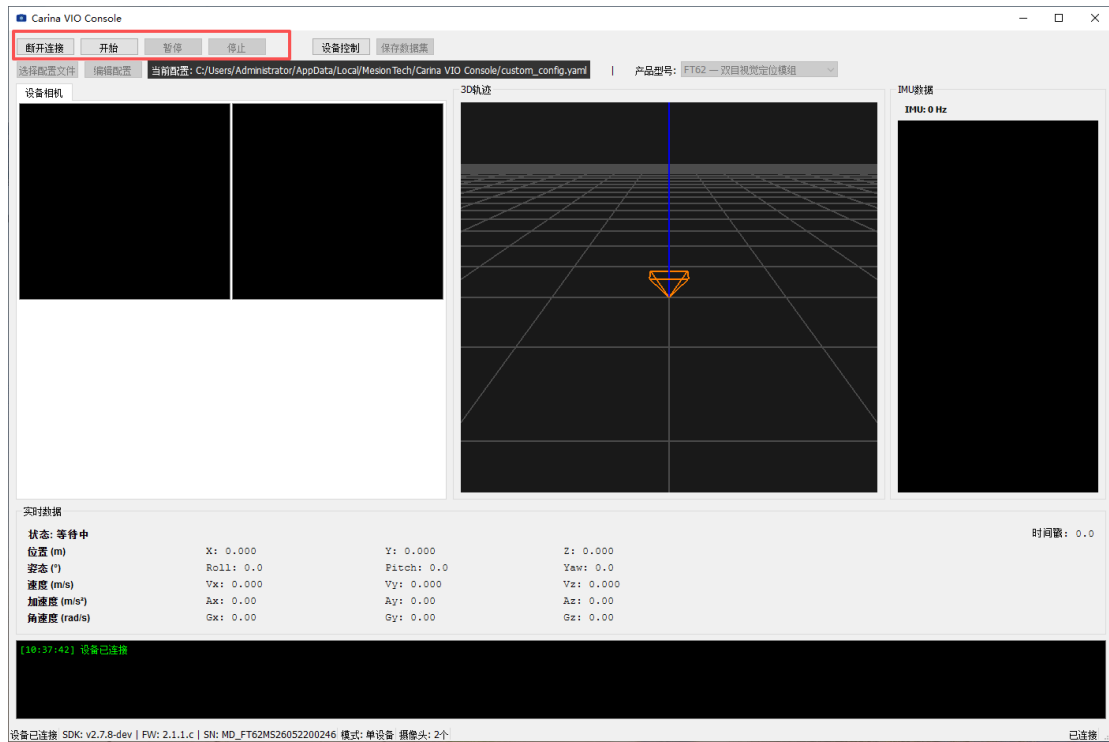 Carina VIO Console
断开连接 开始 暂停 停止 设备控制 保存数据集
选择配置文件 编辑配置 当前配置: C:/Users/Administrator/AppData/Local/MesionTech/Carina VIO Console/custom_config.yaml | 产品型号: FT62 — 双目视觉定位模组
设备相机 3D轨迹 IMU数据
IMU: 0 Hz
实时数据
状态: 等待中 时间戳: 0.0
位置 (m) X: 0.000 Y: 0.000 Z: 0.000
姿态 (°) Roll: 0.0 Pitch: 0.0 Yaw: 0.0
速度 (m/s) Vx: 0.000 Vy: 0.000 Vz: 0.000
加速度 (m/s²) Ax: 0.00 Ay: 0.00 Az: 0.00
角速度 (rad/s) Gx: 0.00 Gy: 0.00 Gz: 0.00
[10:37:42] 设备已连接
设备已连接 SDK: v2.7.8-dev | FW: 2.1.1.c | SN: MD_FT62MS26052200246 模式: 单设备 摄像头: 2个 已连接